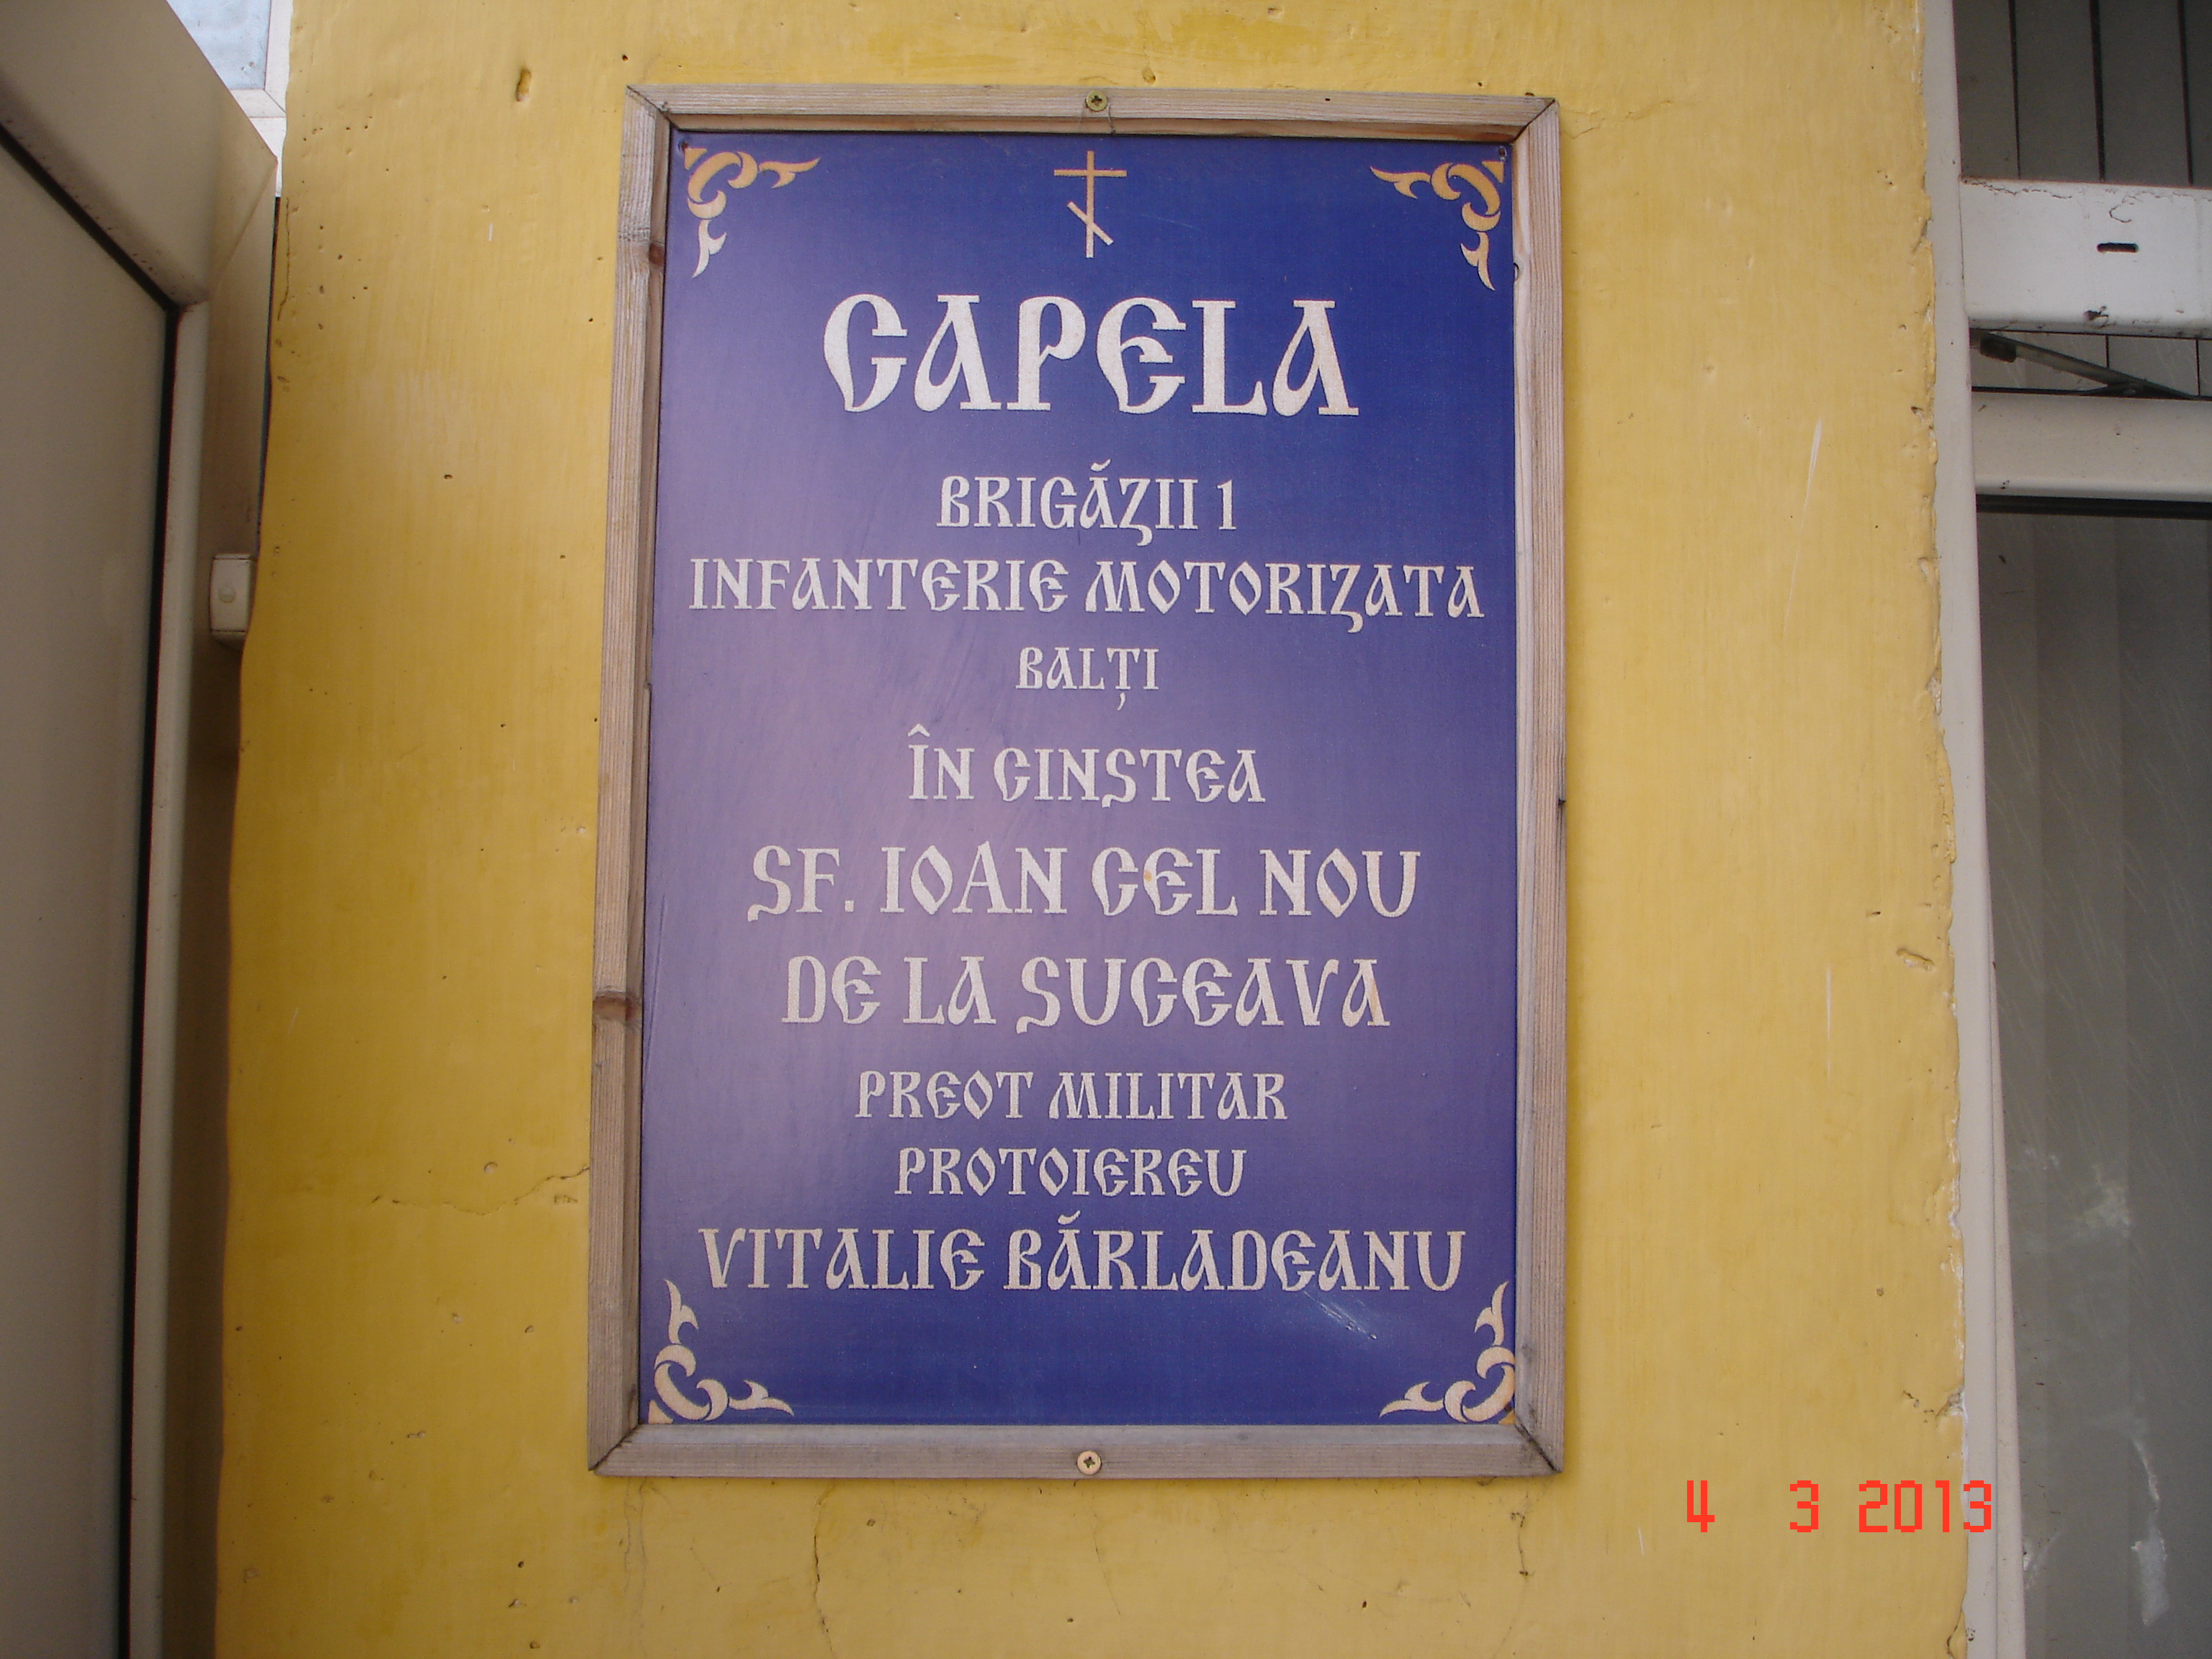 CAPELA
BRIGĂZII 1
INFANTERIE MOTORIZATA
BALȚI
ÎN CINSTEA
SF. IOAN CEL NOU
DE LA SUCEAVA
PREOT MILITAR
PROTOIEREU
VITALIE BĂRLADEANU
4 3 2013